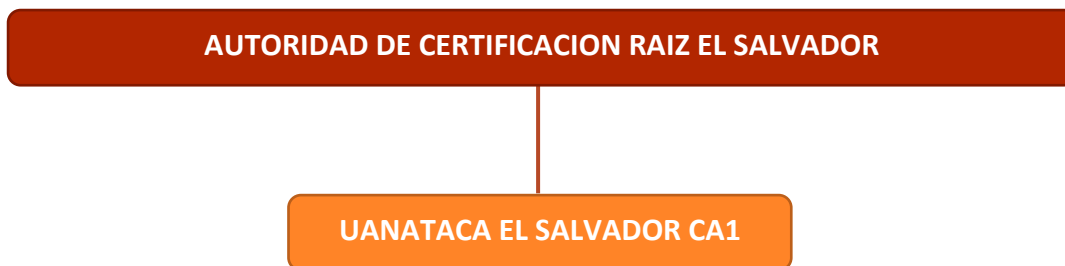 AUTORIDAD DE CERTIFICACION RAIZ EL SALVADOR
UANATACA EL SALVADOR CA1